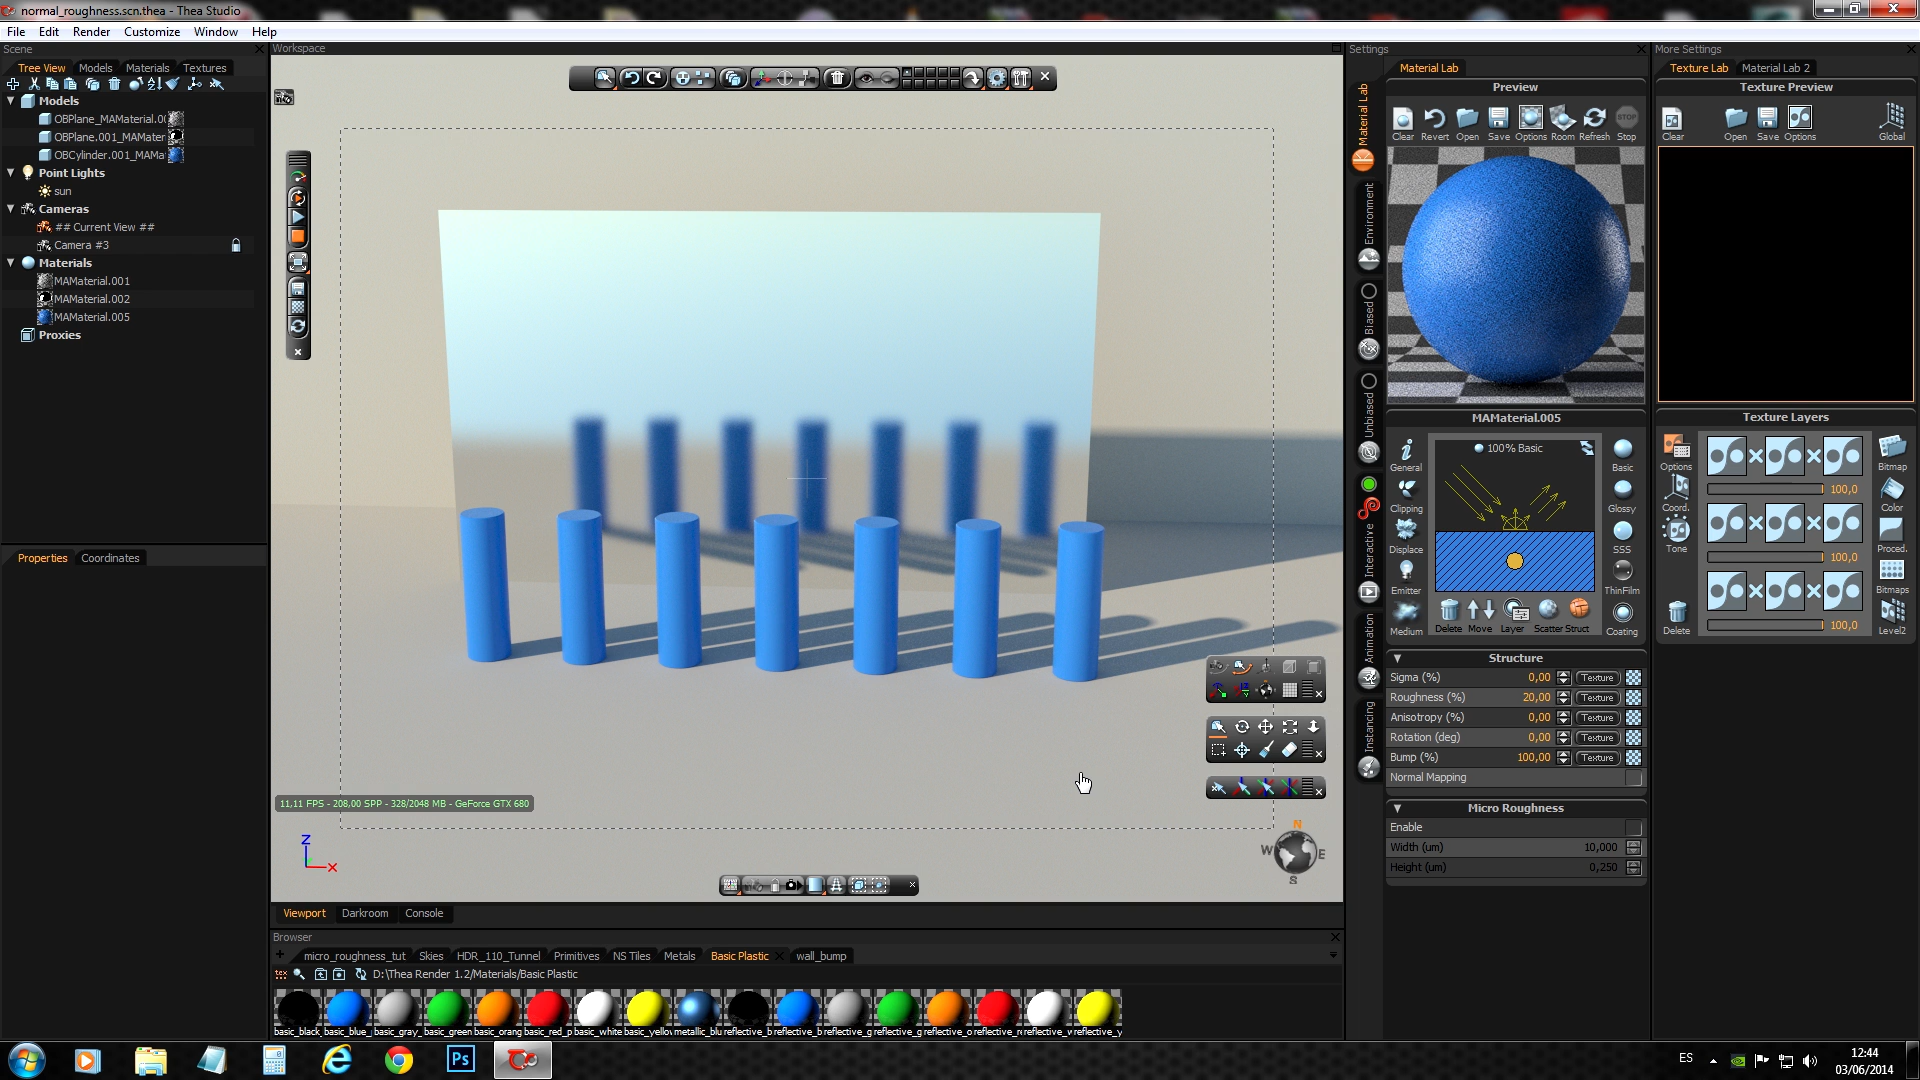 normal_roughness.scn.thea - Thea Studio
File Edit Render Customize Window Help
Scene
Workspace
Settings
More Settings
Tree View Models Materials Textures
Models
OBPlane_MAMaterial.00
OBPlane.001_MAMater
OBCylinder.001_MAMa
Point Lights
sun
Cameras
## Current View ##
Camera #3
Materials
MAMaterial.001
MAMaterial.002
MAMaterial.005
Proxies
Properties Coordinates
11,11 FPS - 208,00 SPP - 328/2048 MB - GeForce GTX 680
Z
X
N
W E
S
Viewport Darkroom Console
Browser
micro_roughness_tut Skies HDR_110_Tunnel Primitives NS Tiles Metals Basic Plastic wall_bump
tex D:\Thea Render 1.2/Materials/Basic Plastic
basic_black basic_blue basic_gray basic_green basic_orang basic_red_p basic_white basic_yellov metallic_blu reflective_b reflective_b reflective_g reflective_g reflective_o reflective_r reflective_v reflective_y
Material Lab
Environment
Biased
Unbiased
Interactive
Animation
Instancing
Material Lab
Preview
Clear Revert Open Save Options Room Refresh Stop
STOP
MAMaterial.005
General
Clipping
Displace
Emitter
Medium
100% Basic
Delete Move Layer Scatter Struct
Basic
Glossy
SSS
ThinFilm
Coating
Structure
Sigma (%) 0,00 Texture
Roughness (%) 20,00 Texture
Anisotropy (%) 0,00 Texture
Rotation (deg) 0,00 Texture
Bump (%) 100,00 Texture
Normal Mapping
Micro Roughness
Enable
Width (um) 10,000
Height (um) 0,250
Texture Lab Material Lab 2
Texture Preview
Clear Open Save Options Global
Texture Layers
Options
Coord.
Tone
Delete
100,0
100,0
100,0
Bitmap
Color
Proced.
Bitmaps
Level2
Ps
ES
12:44
03/06/2014